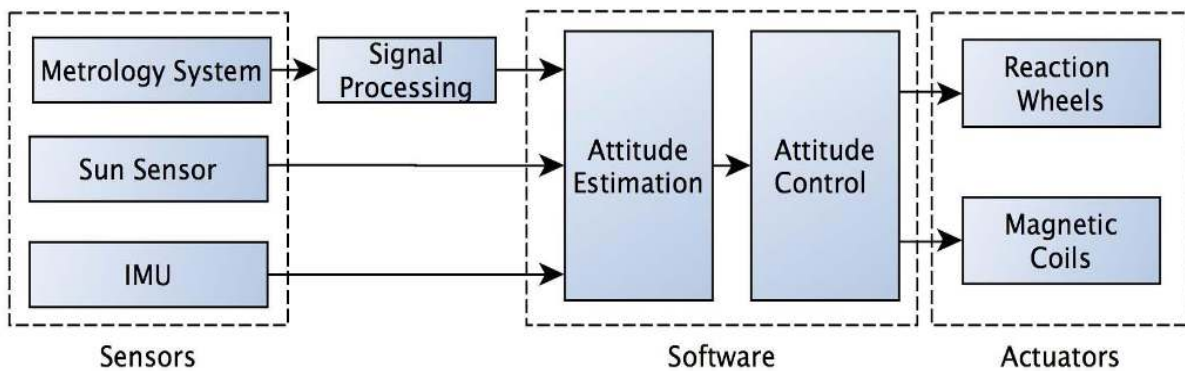 Metrology System
Signal
Processing
Sun Sensor
IMU
Attitude
Estimation
Attitude
Control
Reaction
Wheels
Magnetic
Coils
Sensors
Software
Actuators